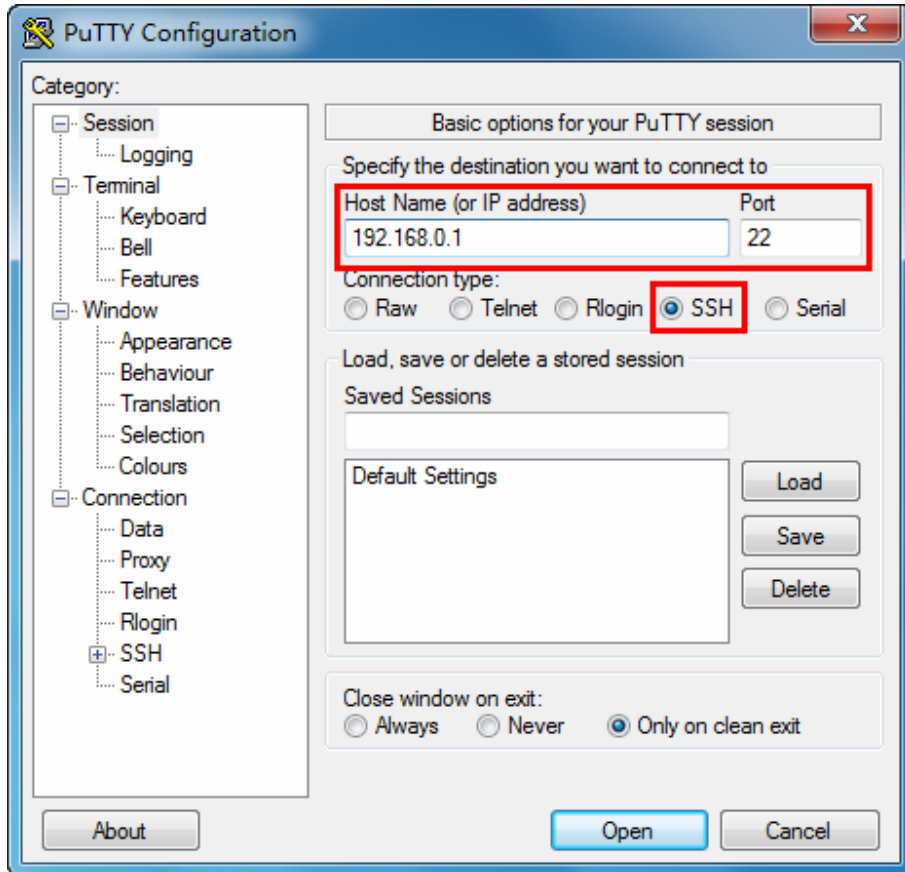 PuTTY Configuration
Category:
Session
Logging
Terminal
Keyboard
Bell
Features
Window
Appearance
Behaviour
Translation
Selection
Colours
Connection
Data
Proxy
Telnet
Rlogin
SSH
Serial
Basic options for your PuTTY session
Specify the destination you want to connect to
Host Name (or IP address) Port
192.168.0.1 22
Connection type:
Raw Telnet Rlogin SSH Serial
Load, save or delete a stored session
Saved Sessions
Default Settings
Load
Save
Delete
Close window on exit:
Always Never Only on clean exit
About Open Cancel